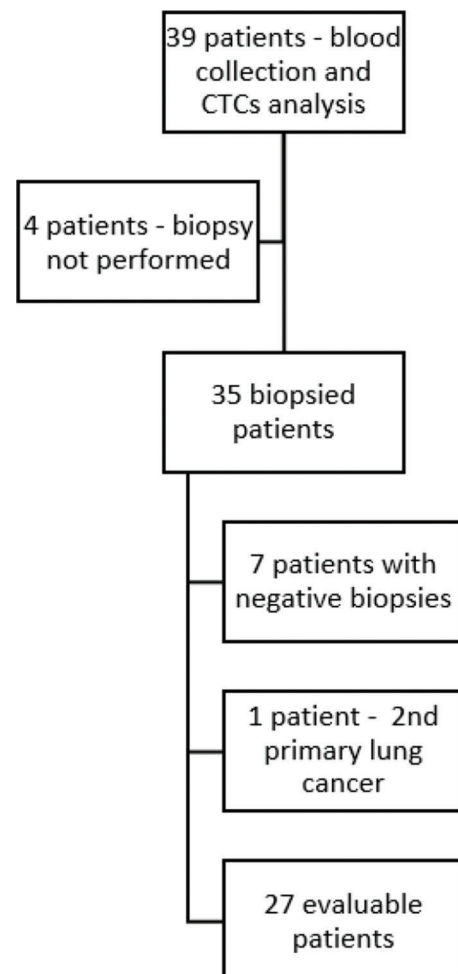 39 patients - blood
collection and
CTCs analysis
4 patients - biopsy
not performed
35 biopsied
patients
7 patients with
negative biopsies
1 patient - 2nd
primary lung
cancer
27 evaluable
patients